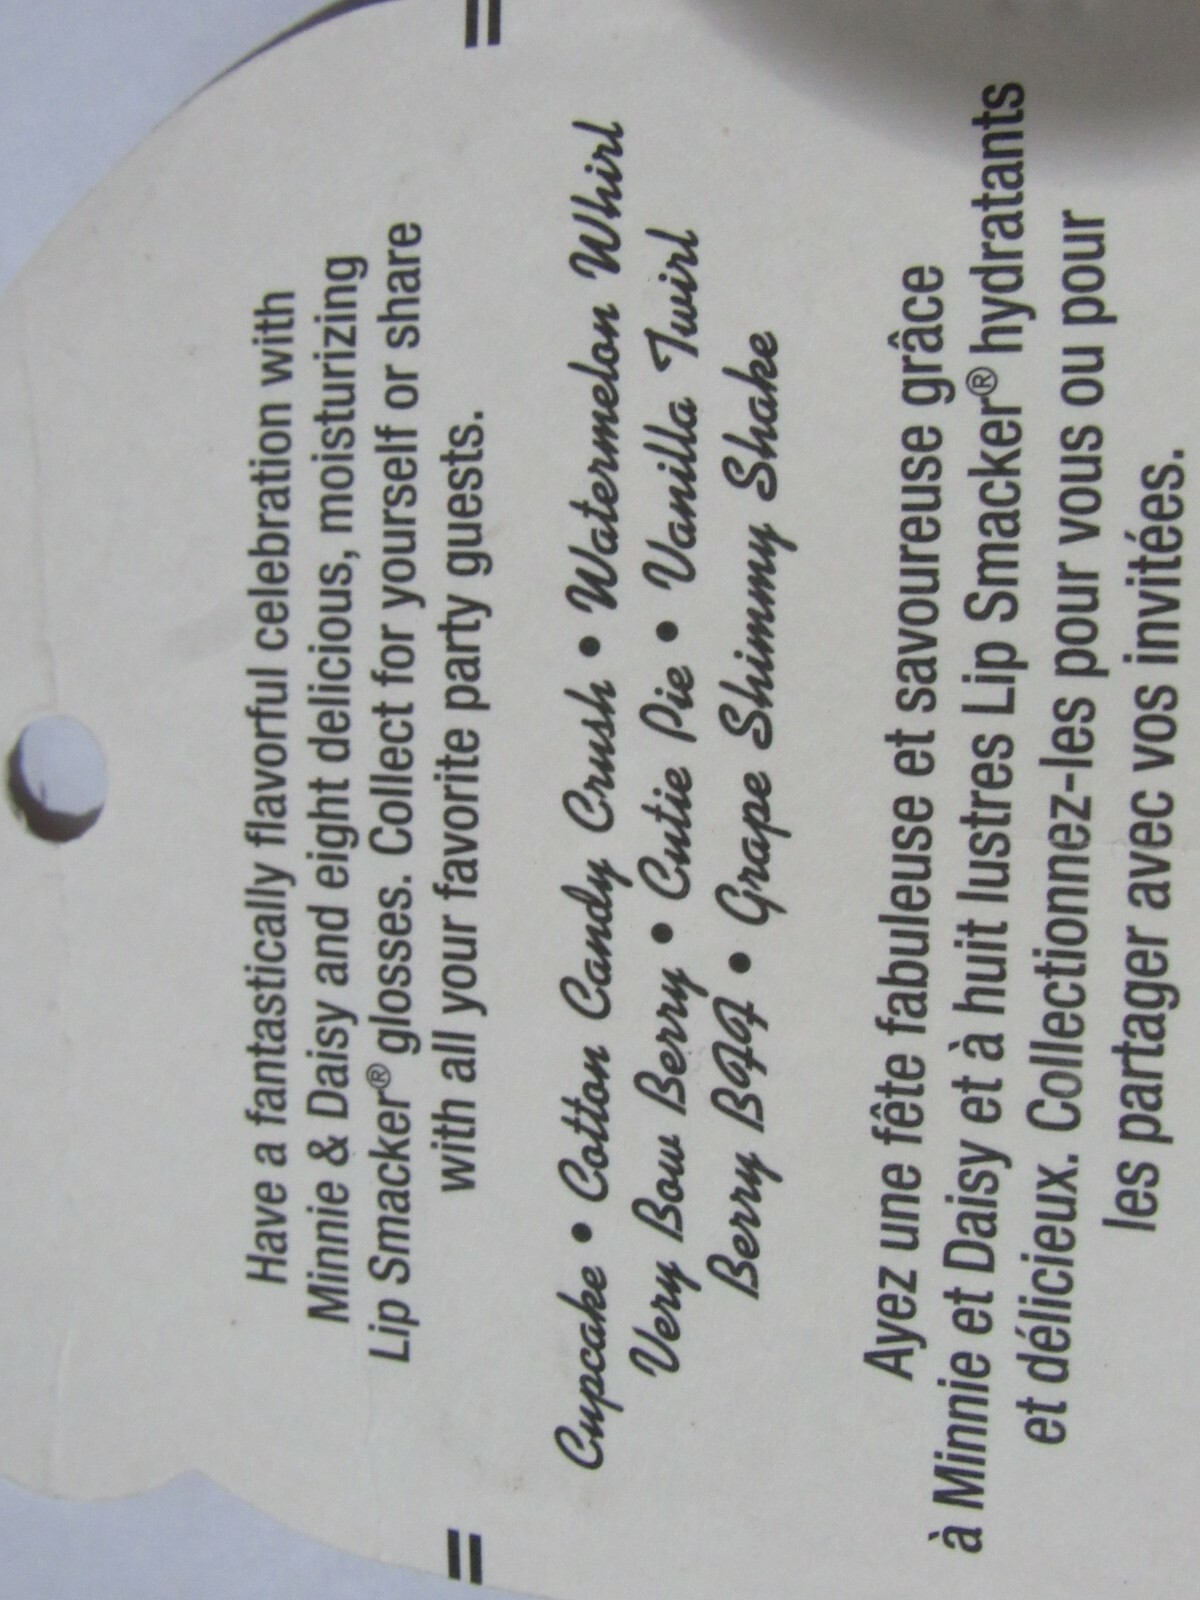 Have a fantastically flavorful celebration with
Minnie & Daisy and eight delicious, moisturizing
Lip Smacker® glosses. Collect for yourself or share
with all your favorite party guests.
Cupcake • Cotton Candy Crush • Watermelon Whirl
Very Bow Berry • Cutie Pie • Vanilla Twirl
Berry BFF • Grape Shimmy Shake
Ayez une fête fabuleuse et savoureuse grâce
à Minnie et Daisy et à huit lustres Lip Smacker® hydratants
et délicieux. Collectionnez-les pour vous ou pour
les partager avec vos invitées.